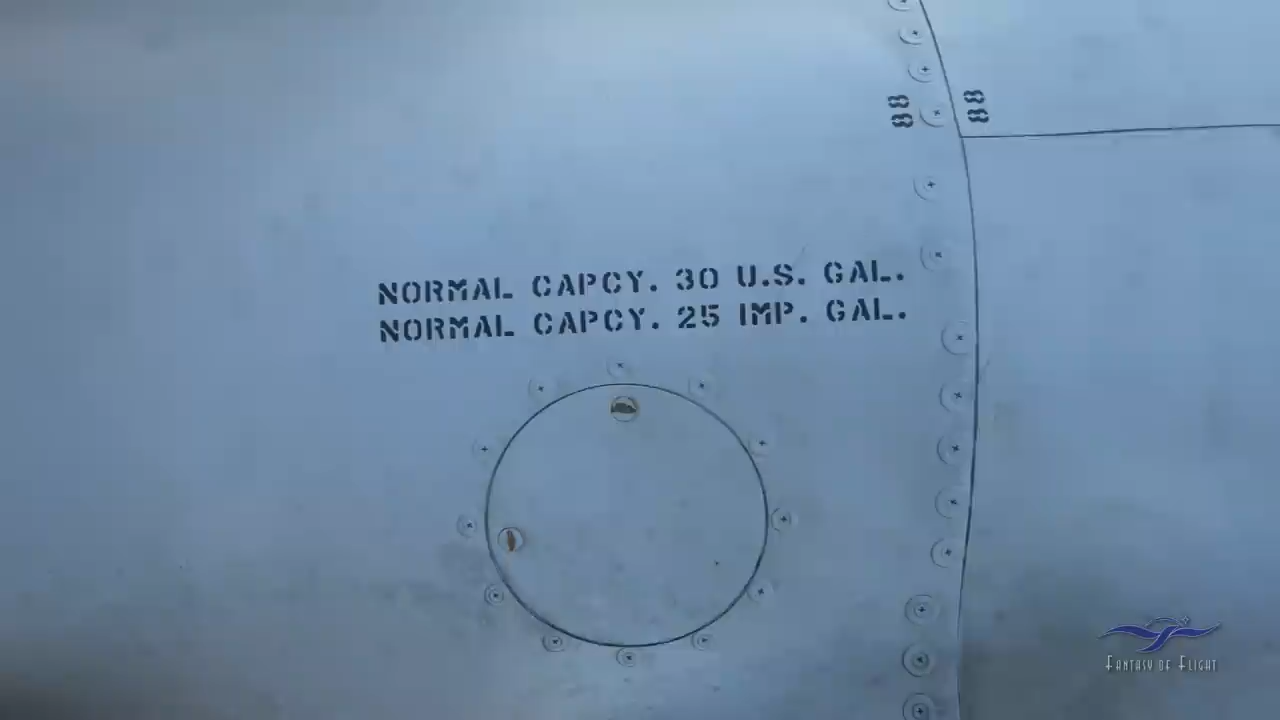 88 88
NORMAL CAPCY. 30 U.S. GAL.
NORMAL CAPCY. 25 IMP. GAL.
FANTASY OF FLIGHT